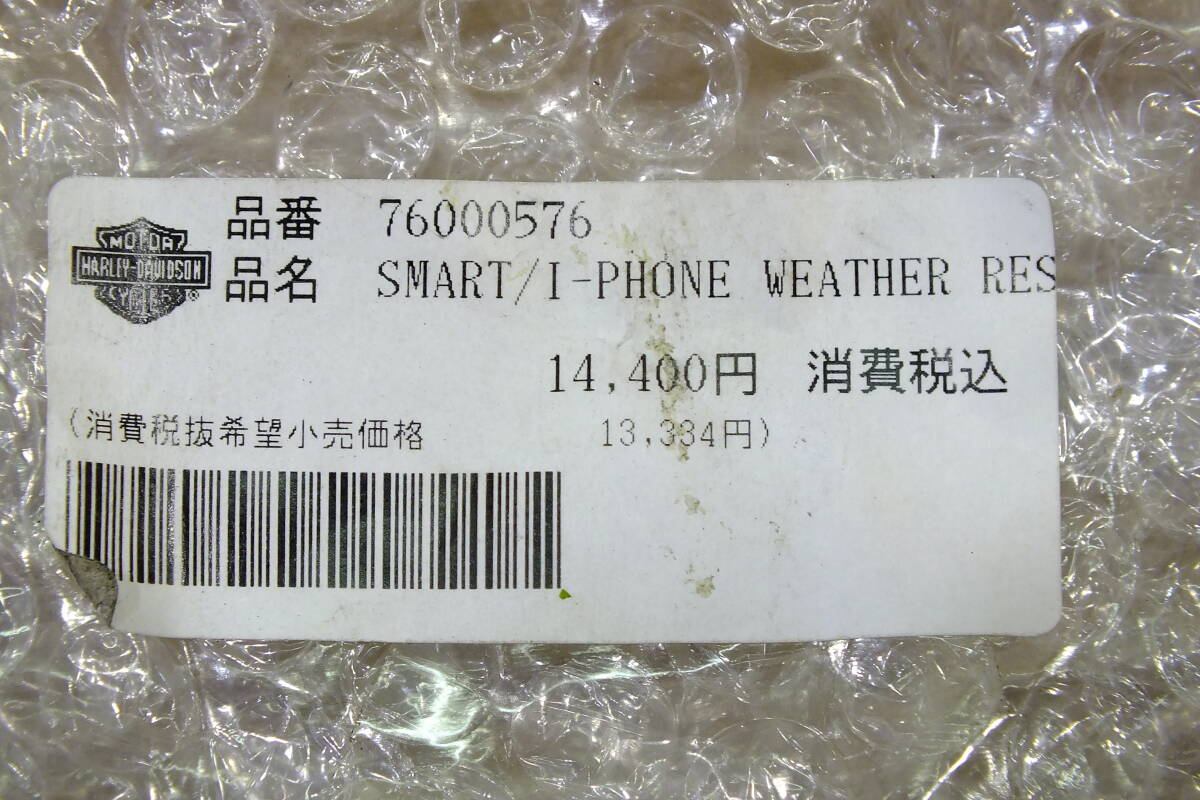 MOTOR
HARLEY-DAVIDSON
CYCLES
®
品番 76000576
品名 SMART/I-PHONE WEATHER RES
14,400円 消費税込
(消費税抜希望小売価格 13,334円)